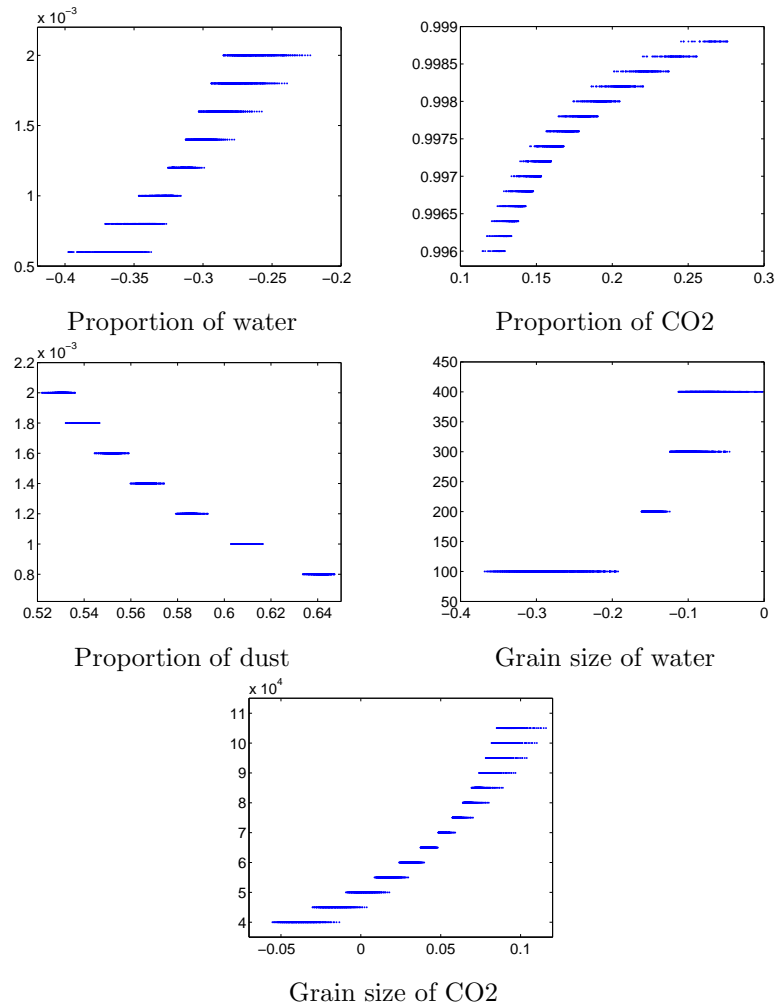 x 10⁻³
2
1.5
1
0.5
−0.4 −0.3 −0.2
Proportion of water
0.999
0.9985
0.998
0.9975
0.997
0.9965
0.996
0.1 0.15 0.2 0.25 0.3
Proportion of CO2
x 10⁻³
2.2
2
1.8
1.6
1.4
1.2
1
0.8
0.52 0.54 0.56 0.58 0.6 0.62 0.64
Proportion of dust
450
400
350
300
250
200
150
100
50
−0.4 −0.3 −0.2 −0.1 0
Grain size of water
x 10⁴
11
10
9
8
7
6
5
4
−0.05 0 0.05 0.1
Grain size of CO2